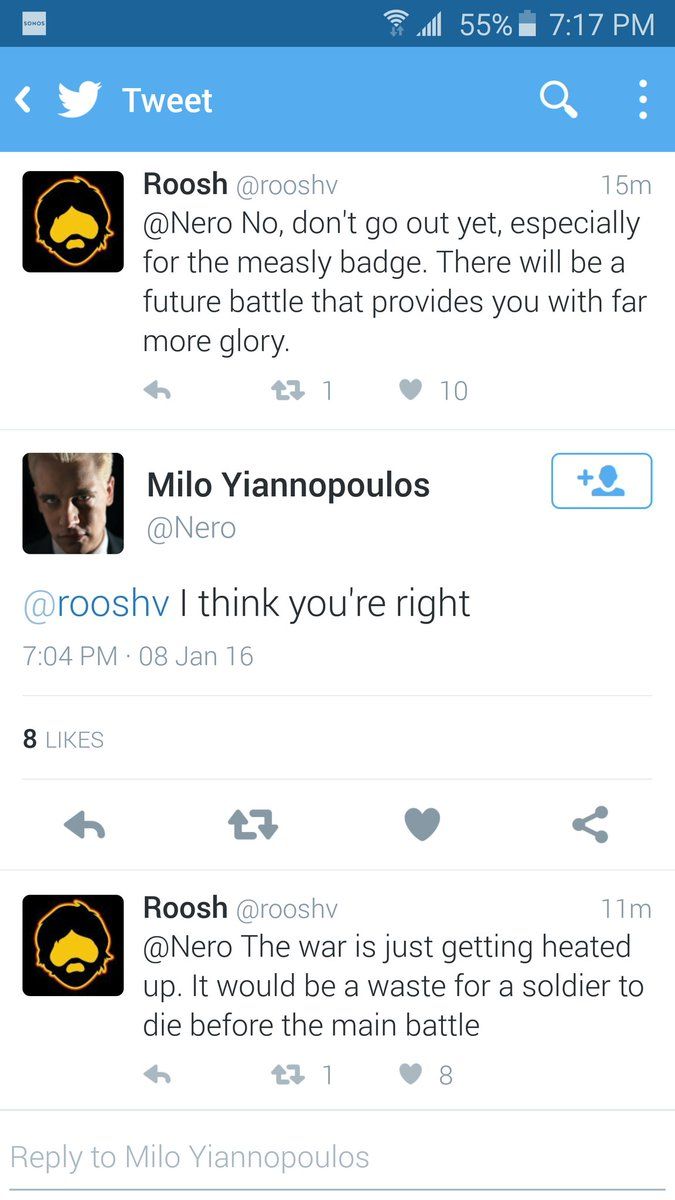 SONOS
55% 7:17 PM
Tweet
Roosh @rooshv 15m
@Nero No, don't go out yet, especially
for the measly badge. There will be a
future battle that provides you with far
more glory.
1 10
Milo Yiannopoulos
@Nero
@rooshv I think you're right
7:04 PM · 08 Jan 16
8 LIKES
Roosh @rooshv 11m
@Nero The war is just getting heated
up. It would be a waste for a soldier to
die before the main battle
1 8
Reply to Milo Yiannopoulos